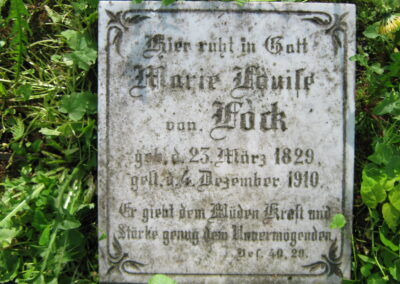 Hier ruht in Gott
Marie Louise
von Fock
geb. d. 23. März 1829.
gest. d. 4. Dezember 1910.
Er giebt dem Müden Kraft und
Stärke genug dem Unvermögenden.
Jes. 40, 29.